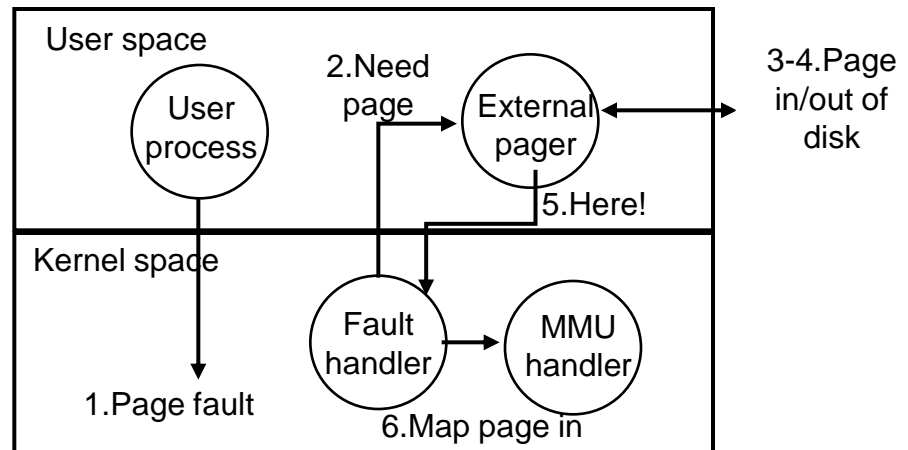 User space
2.Need
page
3-4.Page
in/out of
disk
User
process
External
pager
5.Here!
Kernel space
Fault
handler
MMU
handler
1.Page fault
6.Map page in